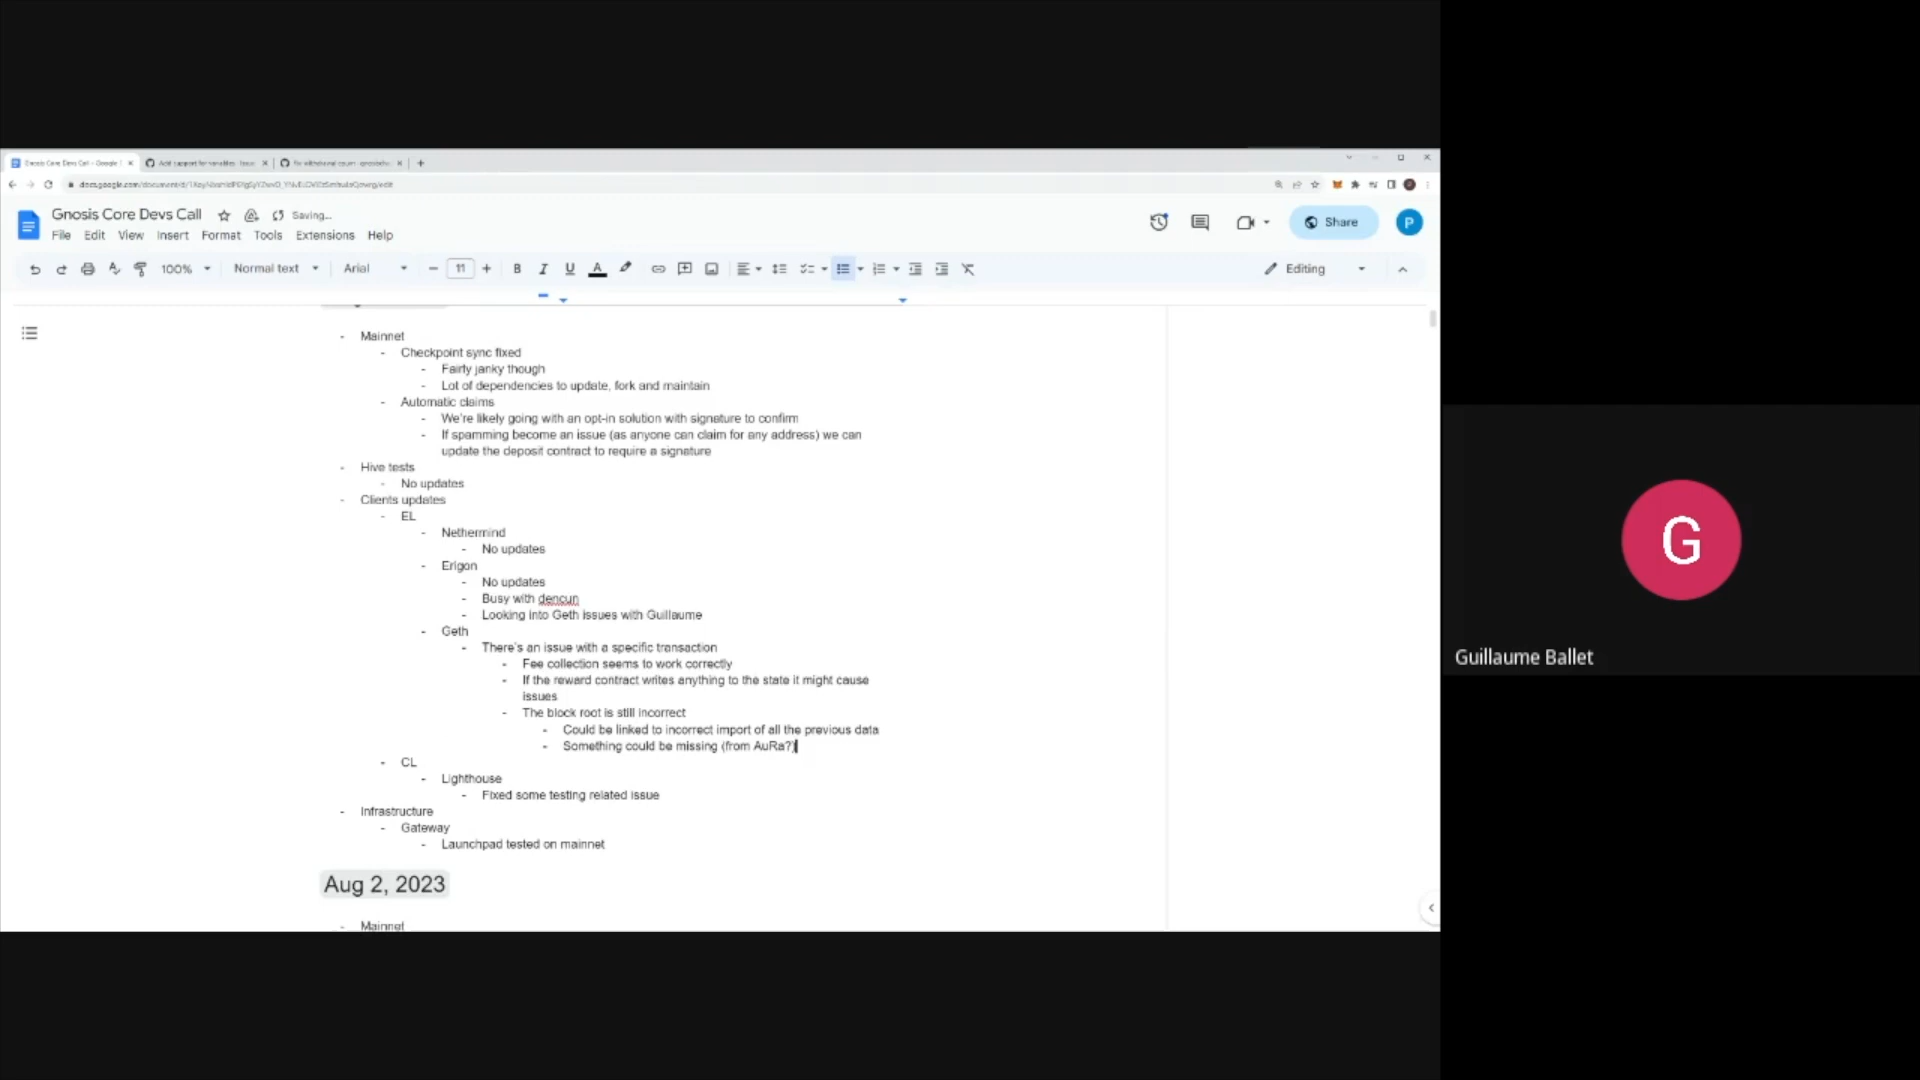 Gnosis Core Devs Call - Google
Gnosis Core Devs Call
Saving...
File Edit View Insert Format Tools Extensions Help
Share
P
100%
Normal text
Arial
11
B I U A
Editing
- Mainnet
- Checkpoint sync fixed
- Fairly janky though
- Lot of dependencies to update, fork and maintain
- Automatic claims
- We're likely going with an opt-in solution with signature to confirm
- If spamming become an issue (as anyone can claim for any address) we can
update the deposit contract to require a signature
- Hive tests
- No updates
- Clients updates
- EL
- Nethermind
- No updates
- Erigon
- No updates
- Busy with dencun
- Looking into Geth issues with Guillaume
- Geth
- There's an issue with a specific transaction
- Fee collection seems to work correctly
- If the reward contract writes anything to the state it might cause
issues
- The block root is still incorrect
- Could be linked to incorrect import of all the previous data
- Something could be missing (from AuRa?)
- CL
- Lighthouse
- Fixed some testing related issue
- Infrastructure
- Gateway
- Launchpad tested on mainnet
Aug 2, 2023
- Mainnet
G
Guillaume Ballet